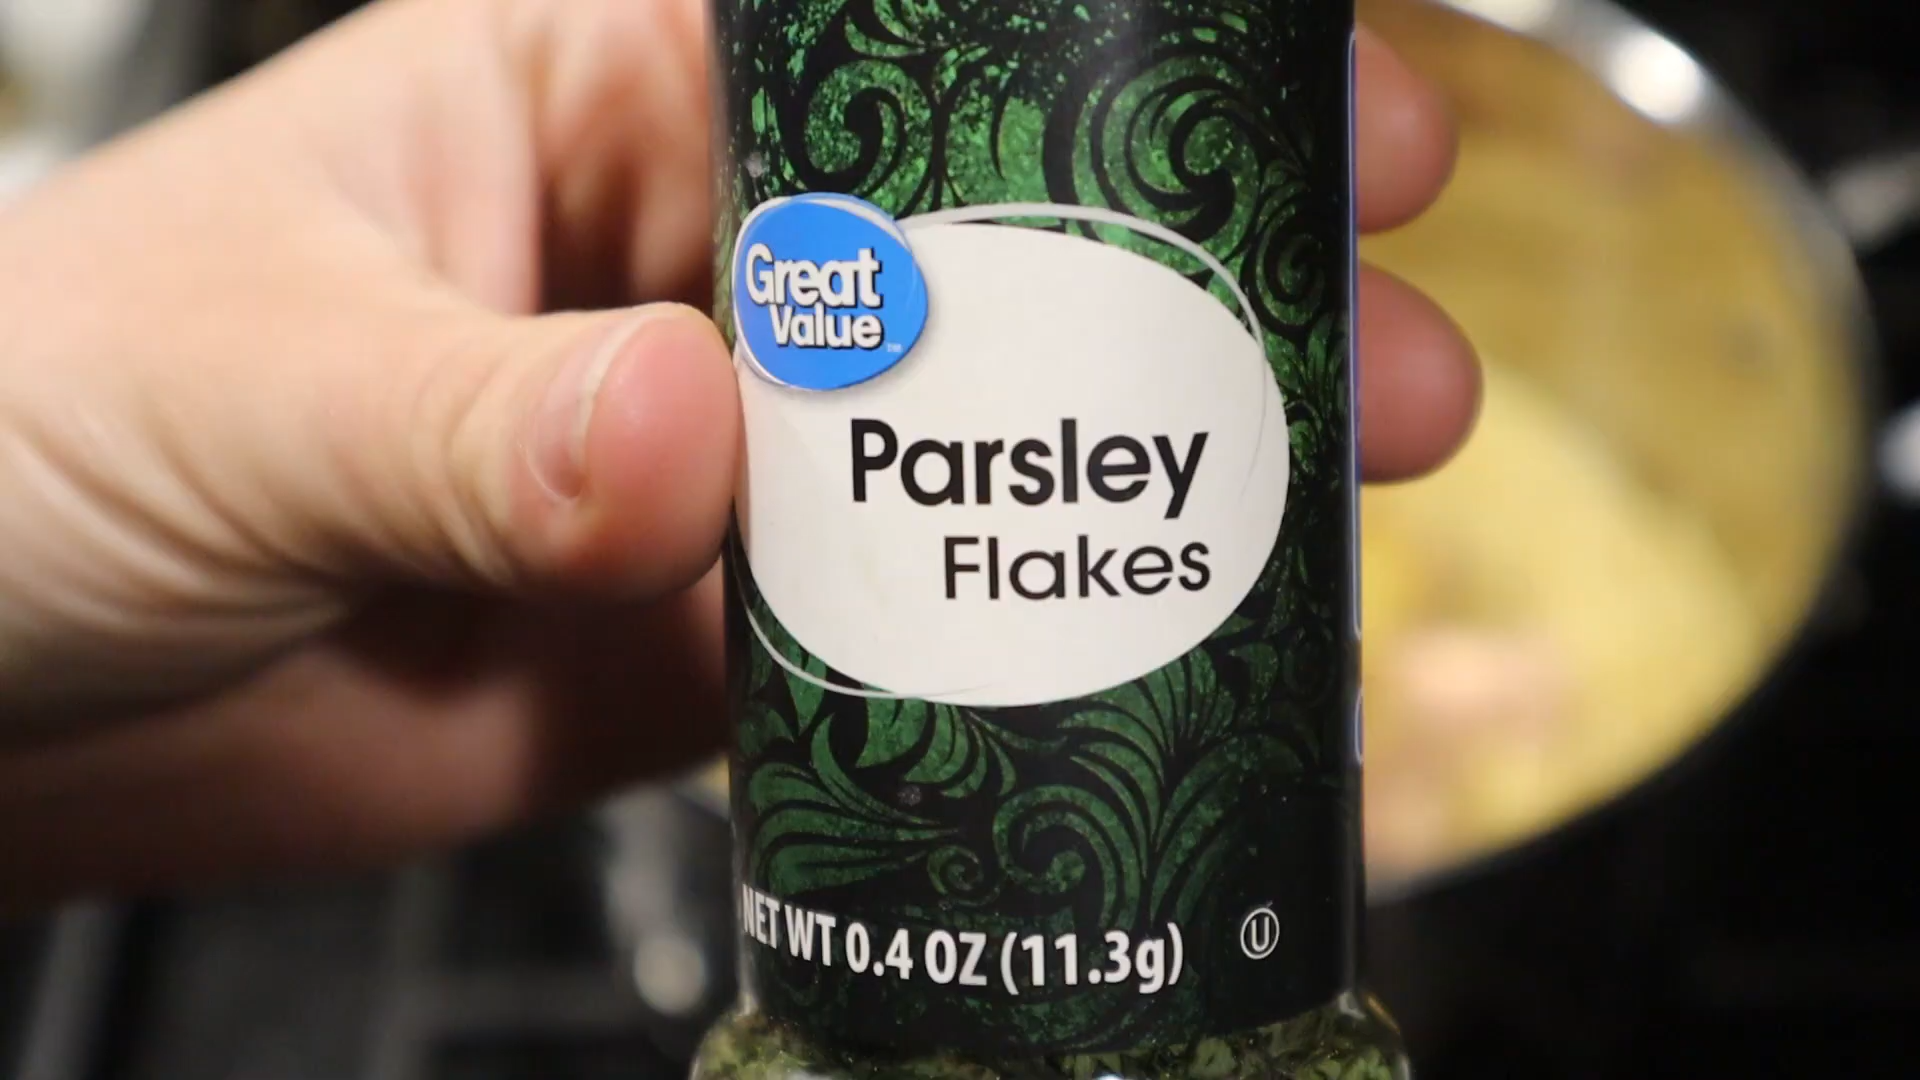 Great
Value
Parsley
Flakes
NET WT 0.4 OZ (11.3g)
U